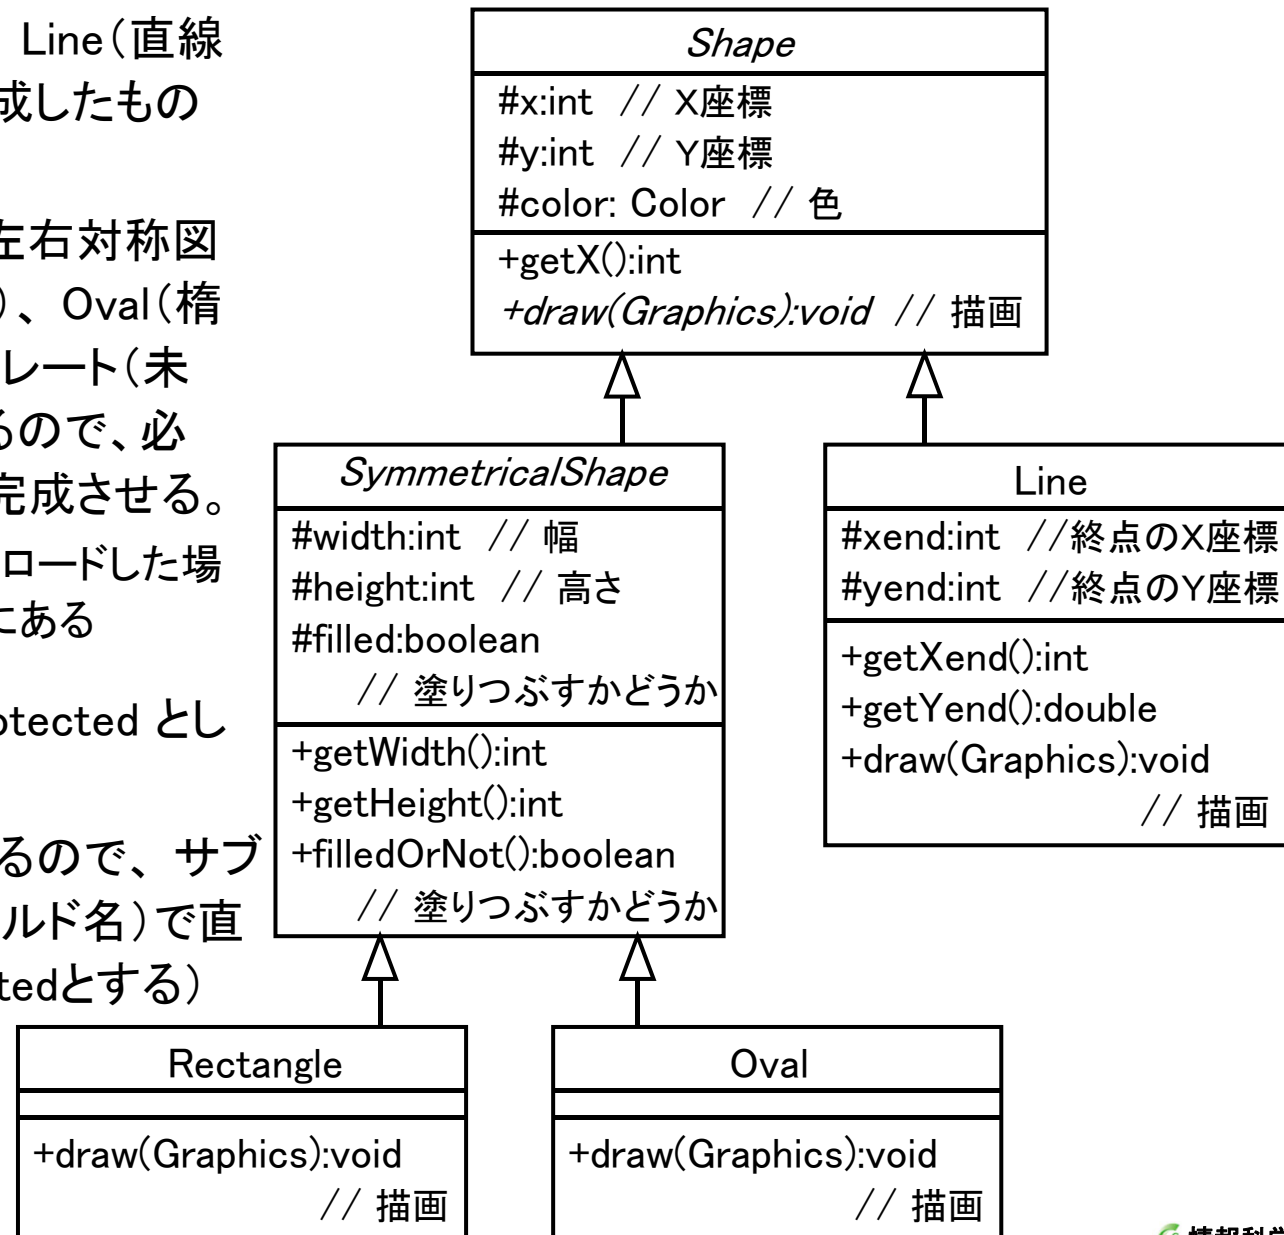 Line（直線
成したもの
左右対称図
）、Oval（楕
レート（未
るので、必
完成させる。
ロードした場
にある
otected とし
るので、サブ
ルド名）で直
tedとする）
Shape
#x:int // X座標
#y:int // Y座標
#color: Color // 色
+getX():int
+draw(Graphics):void // 描画
SymmetricalShape
#width:int // 幅
#height:int // 高さ
#filled:boolean
// 塗りつぶすかどうか
+getWidth():int
+getHeight():int
+filledOrNot():boolean
// 塗りつぶすかどうか
Line
#xend:int //終点のX座標
#yend:int //終点のY座標
+getXend():int
+getYend():double
+draw(Graphics):void
// 描画
Rectangle
+draw(Graphics):void
// 描画
Oval
+draw(Graphics):void
// 描画